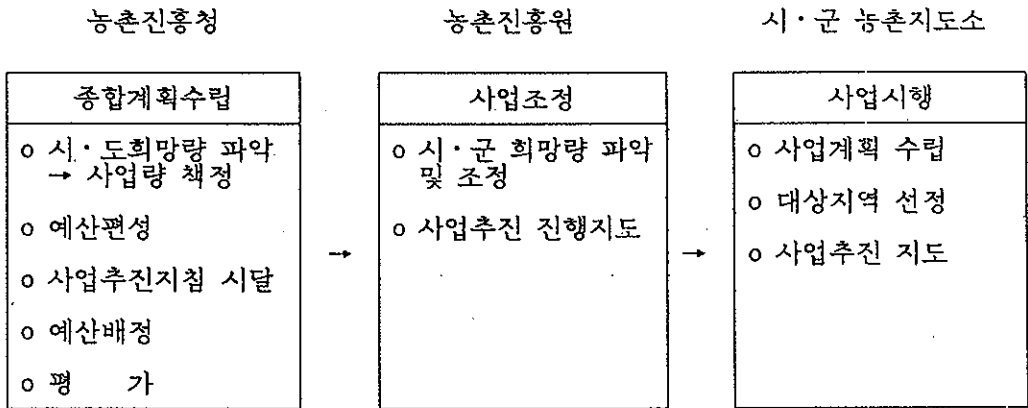 농촌진흥청 농촌진흥원 시·군 농촌지도소
종합계획수립
o 시·도희망량 파악
→ 사업량 책정
o 예산편성
o 사업추진지침 시달
o 예산배정
o 평 가
→
사업조정
o 시·군 희망량 파악
및 조정
o 사업추진 진행지도
→
사업시행
o 사업계획 수립
o 대상지역 선정
o 사업추진 지도